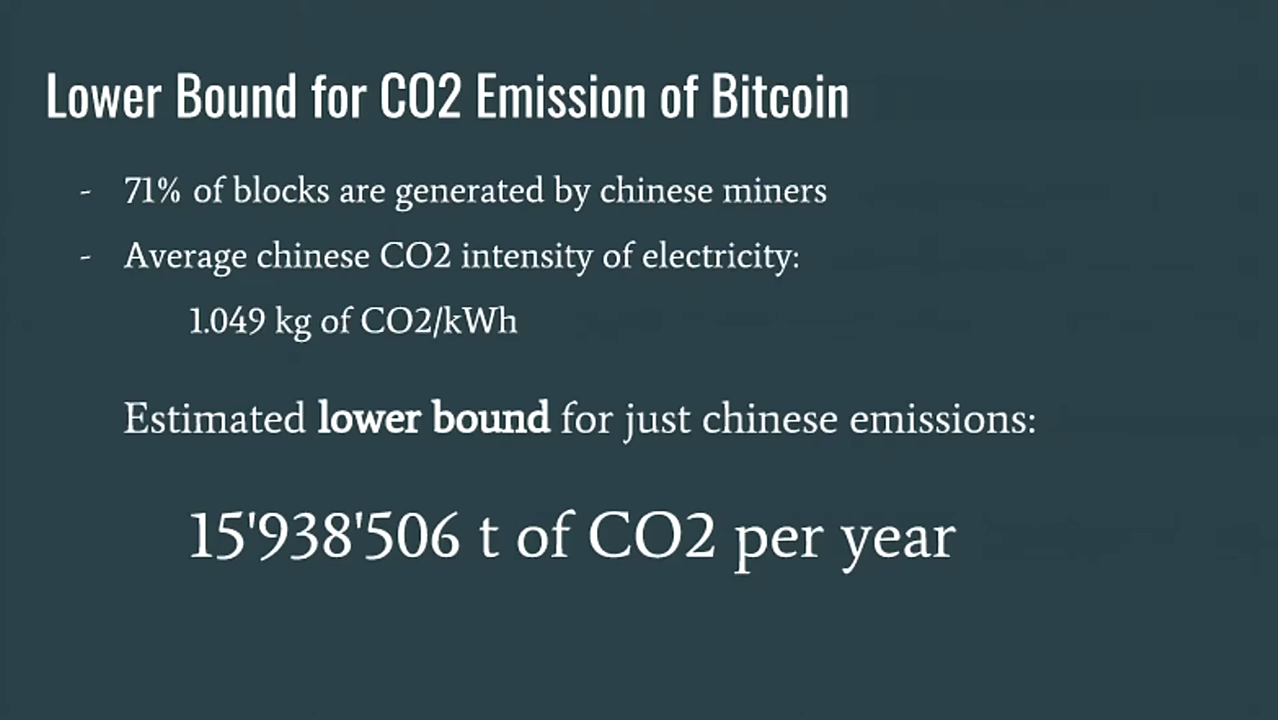 Lower Bound for CO2 Emission of Bitcoin
- 71% of blocks are generated by chinese miners
- Average chinese CO2 intensity of electricity:
1.049 kg of CO2/kWh
Estimated lower bound for just chinese emissions:
15'938'506 t of CO2 per year